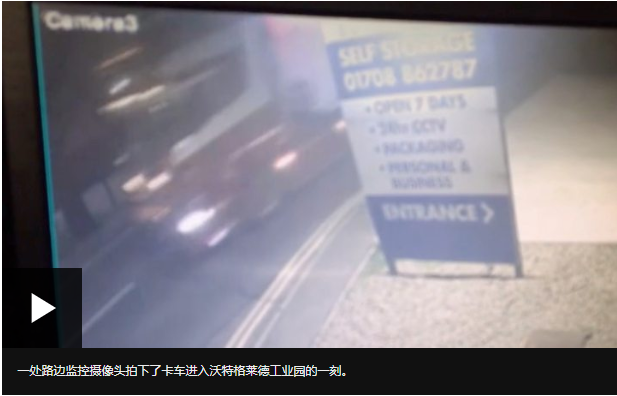 Camera3
SELF STORAGE
01708 862787
• OPEN 7 DAYS
• 24hr CCTV
• PACKAGING
• PERSONAL &
BUSINESS
ENTRANCE
一处路边监控摄像头拍下了卡车进入沃特格莱德工业园的一刻。